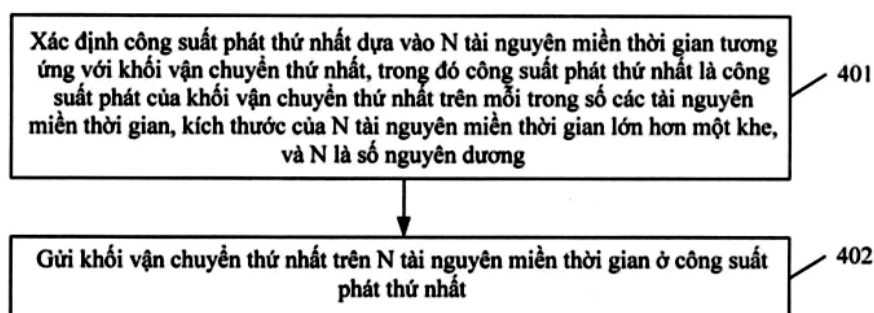 Xác định công suất phát thứ nhất dựa vào N tài nguyên miền thời gian tương
ứng với khối vận chuyển thứ nhất, trong đó công suất phát thứ nhất là công
suất phát của khối vận chuyển thứ nhất trên mỗi trong số các tài nguyên
miền thời gian, kích thước của N tài nguyên miền thời gian lớn hơn một khe,
và N là số nguyên dương
401
Gửi khối vận chuyển thứ nhất trên N tài nguyên miền thời gian ở công suất
phát thứ nhất
402